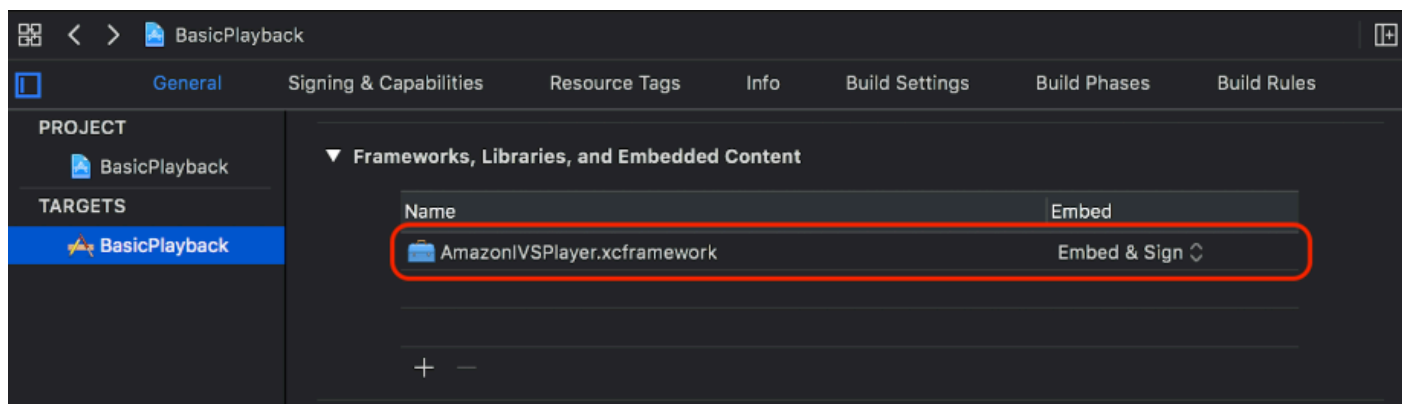 BasicPlayback
General Signing & Capabilities Resource Tags Info Build Settings Build Phases Build Rules
PROJECT
BasicPlayback
TARGETS
BasicPlayback
Frameworks, Libraries, and Embedded Content
Name Embed
AmazonIVSPlayer.xcframework Embed & Sign